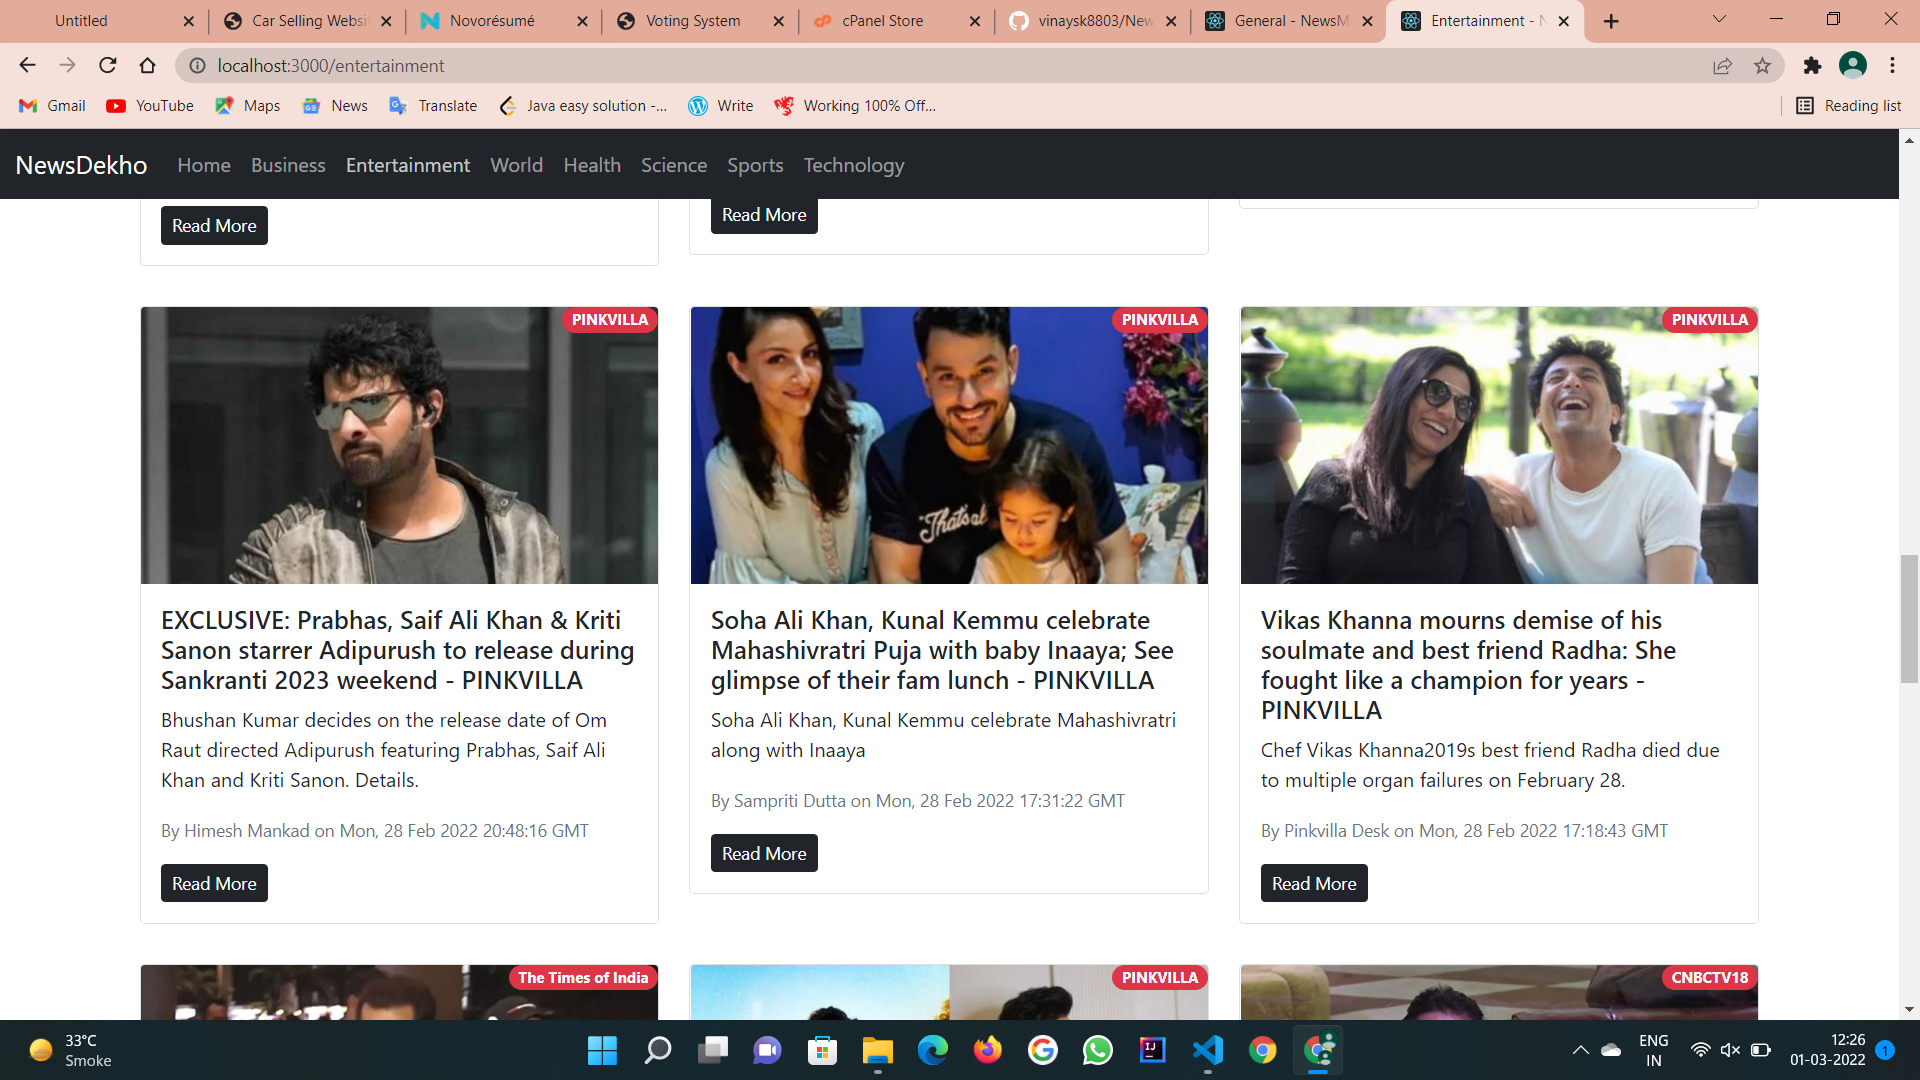 Untitled
Car Selling Websi
Novorésumé
Voting System
cPanel Store
vinaysk8803/New
General - NewsM
Entertainment - N
localhost:3000/entertainment
Gmail
YouTube
Maps
News
Translate
Java easy solution -...
Write
Working 100% Off...
Reading list
NewsDekho
Home
Business
Entertainment
World
Health
Science
Sports
Technology
Read More
Read More
PINKVILLA
EXCLUSIVE: Prabhas, Saif Ali Khan & Kriti
Sanon starrer Adipurush to release during
Sankranti 2023 weekend - PINKVILLA
Bhushan Kumar decides on the release date of Om
Raut directed Adipurush featuring Prabhas, Saif Ali
Khan and Kriti Sanon. Details.
By Himesh Mankad on Mon, 28 Feb 2022 20:48:16 GMT
Read More
PINKVILLA
"That's al
Soha Ali Khan, Kunal Kemmu celebrate
Mahashivratri Puja with baby Inaaya; See
glimpse of their fam lunch - PINKVILLA
Soha Ali Khan, Kunal Kemmu celebrate Mahashivratri
along with Inaaya
By Sampriti Dutta on Mon, 28 Feb 2022 17:31:22 GMT
Read More
PINKVILLA
Vikas Khanna mourns demise of his
soulmate and best friend Radha: She
fought like a champion for years -
PINKVILLA
Chef Vikas Khanna2019s best friend Radha died due
to multiple organ failures on February 28.
By Pinkvilla Desk on Mon, 28 Feb 2022 17:18:43 GMT
Read More
The Times of India
PINKVILLA
CNBCTV18
33°C
Smoke
ENG
IN
12:26
01-03-2022
1